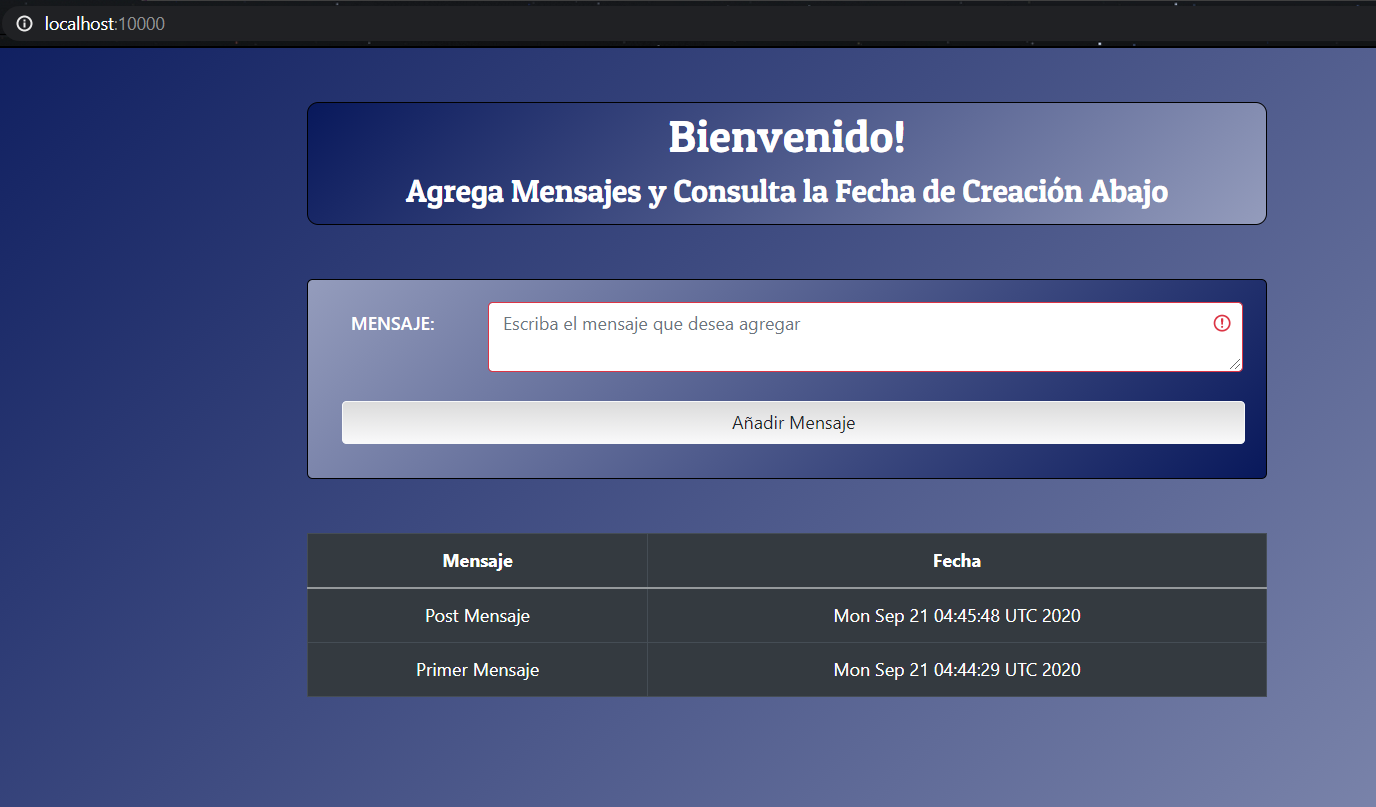 localhost:10000
Bienvenido!
Agrega Mensajes y Consulta la Fecha de Creación Abajo
MENSAJE:
Escriba el mensaje que desea agregar
Añadir Mensaje
Mensaje Fecha
Post Mensaje Mon Sep 21 04:45:48 UTC 2020
Primer Mensaje Mon Sep 21 04:44:29 UTC 2020